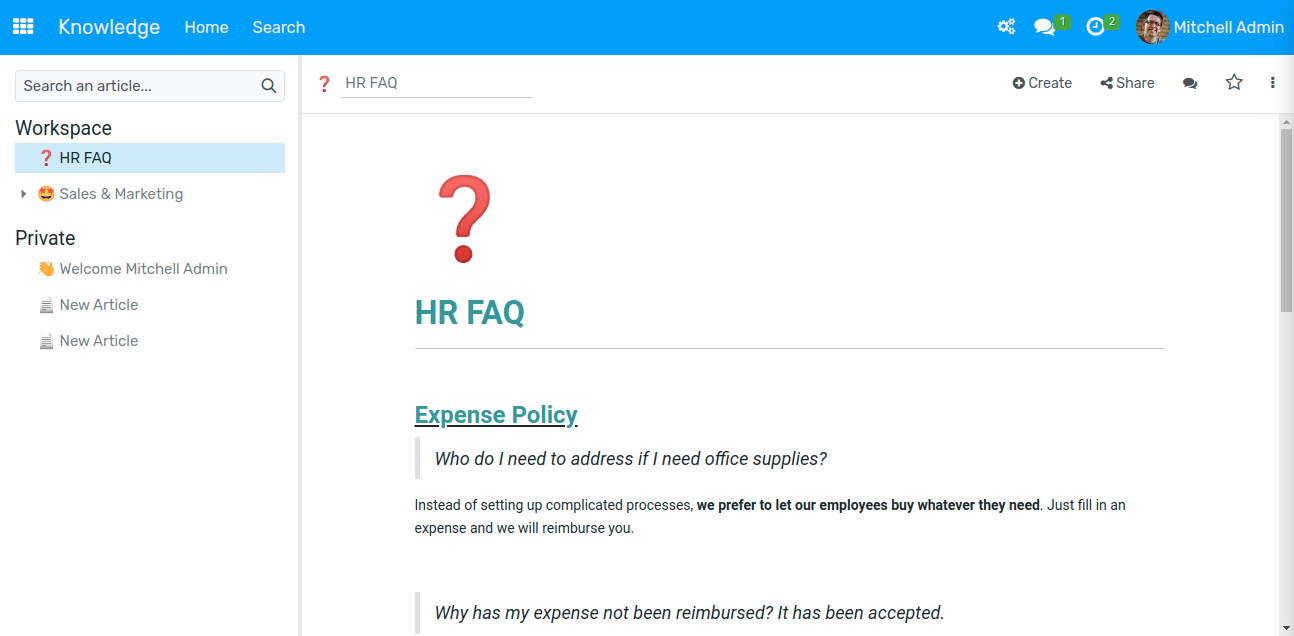 Knowledge Home Search 1 2 Mitchell Admin
Search an article...
Workspace
HR FAQ
Sales & Marketing
Private
Welcome Mitchell Admin
New Article
New Article
HR FAQ Create Share
HR FAQ
Expense Policy
Who do I need to address if I need office supplies?
Instead of setting up complicated processes, we prefer to let our employees buy whatever they need. Just fill in an
expense and we will reimburse you.
Why has my expense not been reimbursed? It has been accepted.